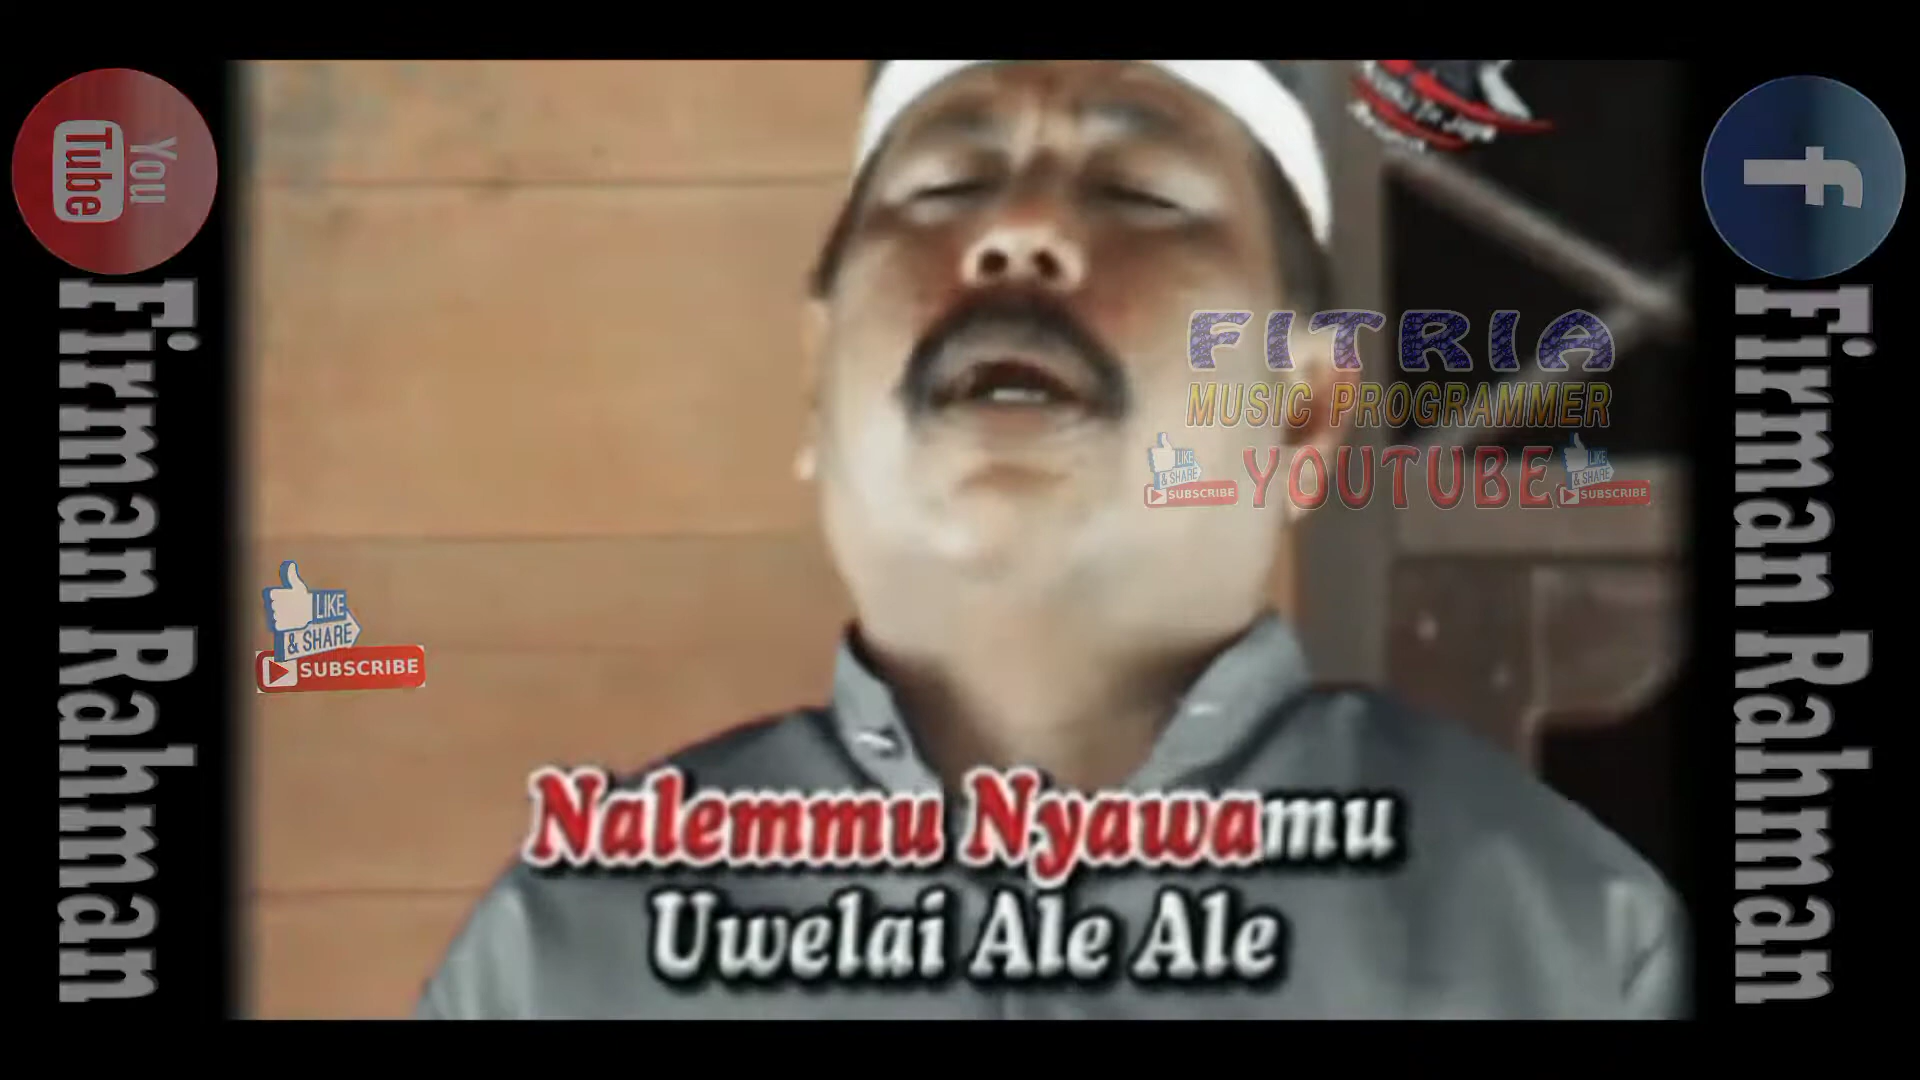 You
Tube
Firman Rahman
FITRIA
MUSIC PROGRAMMER
YOUTUBE
LIKE
& SHARE
SUBSCRIBE
LIKE
& SHARE
SUBSCRIBE
LIKE
& SHARE
SUBSCRIBE
Nalemmu Nyawamu
Uwelai Ale Ale
f
Firman Rahman